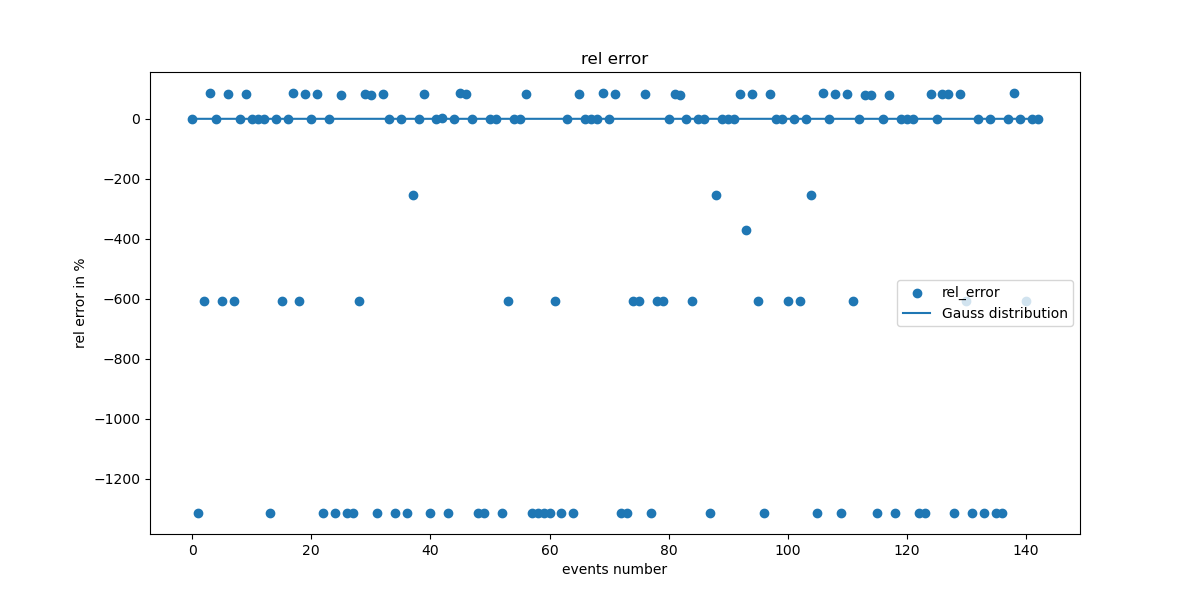 rel error
rel error in %
0
−200
−400
−600
−800
−1000
−1200
rel_error
Gauss distribution
0 20 40 60 80 100 120 140
events number